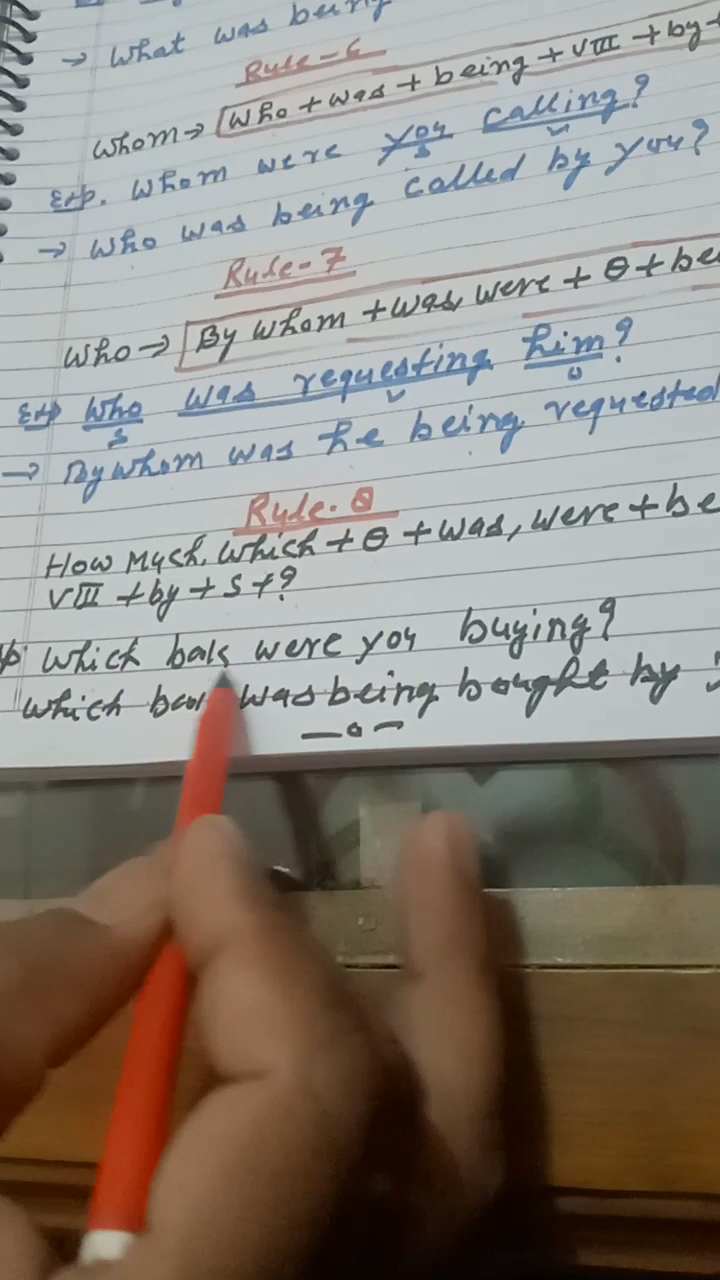 → What was being
Rule-6
Whom → Who + was + being + VIII + by+
Exp. Whom were you calling?
S V
→ Who was being called by you?
Rule-7
Who → By whom + was, were + O + be
Exp Who was requesting him?
S V O
→ By whom was he being requested
Rule-8
How Much, Which + O + was, were + be
VIII + by + S + ?
Which were you buying?
Which was being bought by
—o—